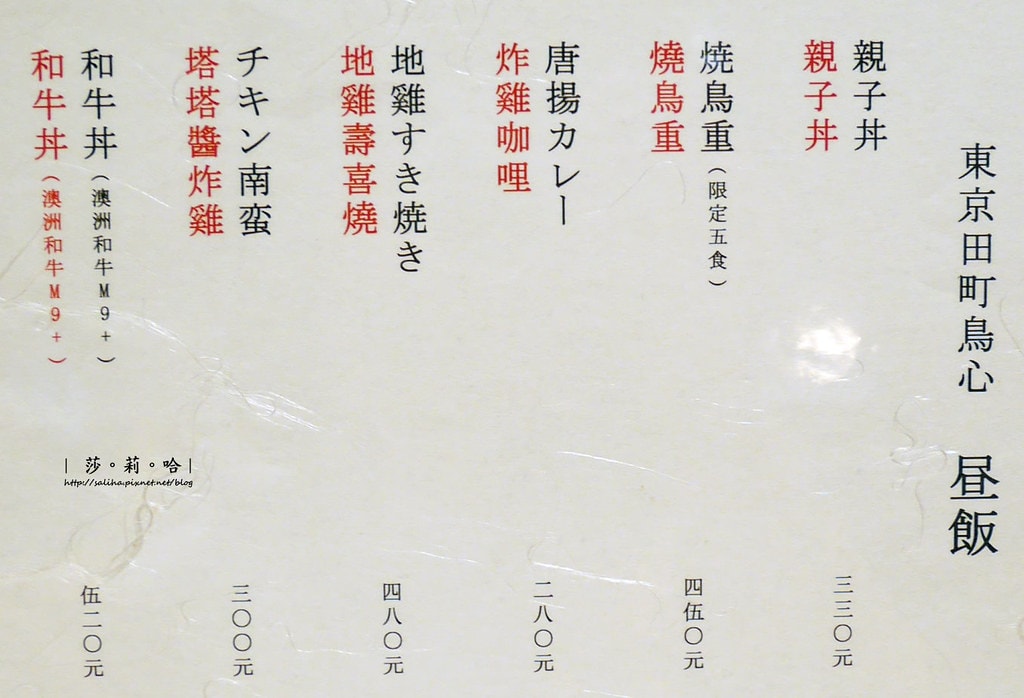 東京田町鳥心 昼飯
親子丼
親子丼
三三〇元
焼鳥重(限定五食)
燒鳥重
四伍〇元
唐揚カレー
炸雞咖哩
二八〇元
地雞すき焼き
地雞壽喜燒
四八〇元
チキン南蛮
塔塔醬炸雞
三〇〇元
和牛丼(澳洲和牛M9+)
和牛丼(澳洲和牛M9+)
伍二〇元
| 莎。莉。哈 |
http://saliha.pixnet.net/blog